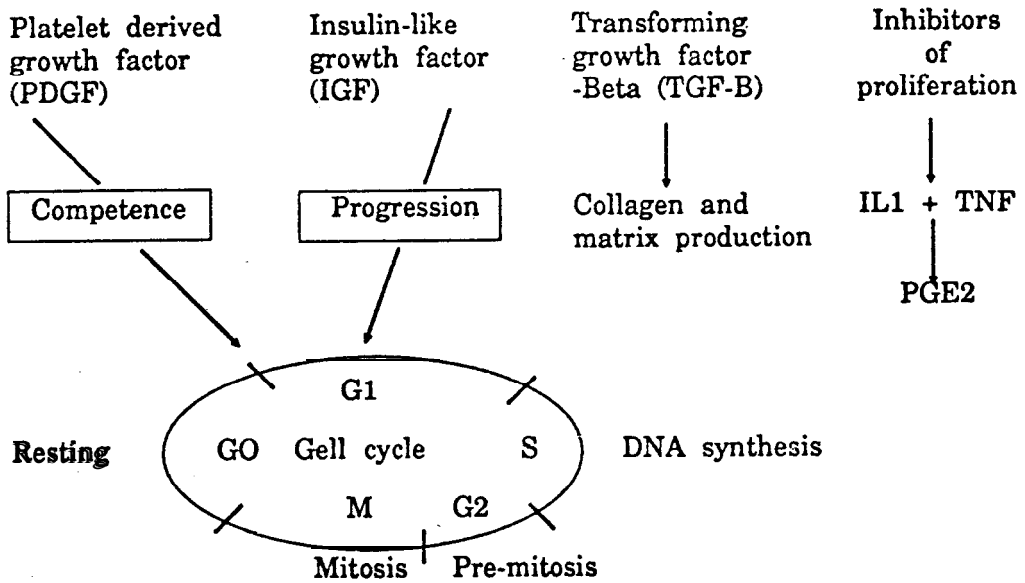 Platelet derived
growth factor
(PDGF)
Insulin-like
growth factor
(IGF)
Transforming
growth factor
-Beta (TGF-B)
Inhibitors
of
proliferation
Competence
Progression
Collagen and
matrix production
IL1 + TNF
PGE2
G1
Resting
GO
Gell cycle
S
DNA synthesis
M
G2
Mitosis
Pre-mitosis